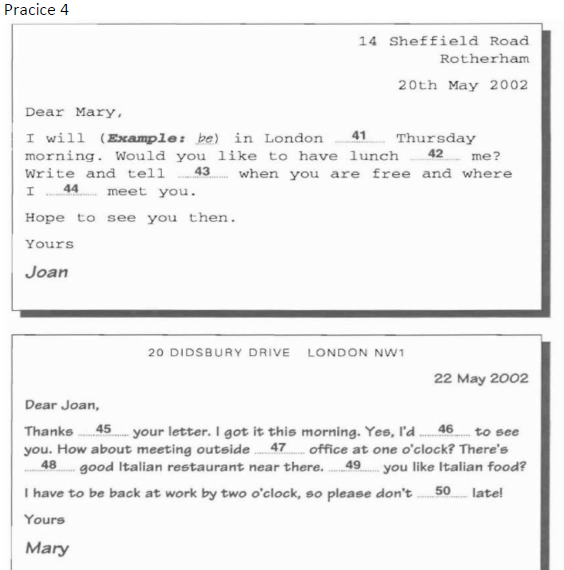 Pracice 4
14 Sheffield Road
Rotherham
20th May 2002
Dear Mary,
I will (Example: be) in London 41 Thursday
morning. Would you like to have lunch 42 me?
Write and tell 43 when you are free and where
I 44 meet you.
Hope to see you then.
Yours
Joan
20 DIDSBURY DRIVE LONDON NW1
22 May 2002
Dear Joan,
Thanks 45 your letter. I got it this morning. Yes, I'd 46 to see
you. How about meeting outside 47 office at one o'clock? There's
48 good Italian restaurant near there. 49 you like Italian food?
I have to be back at work by two o'clock, so please don't 50 late!
Yours
Mary